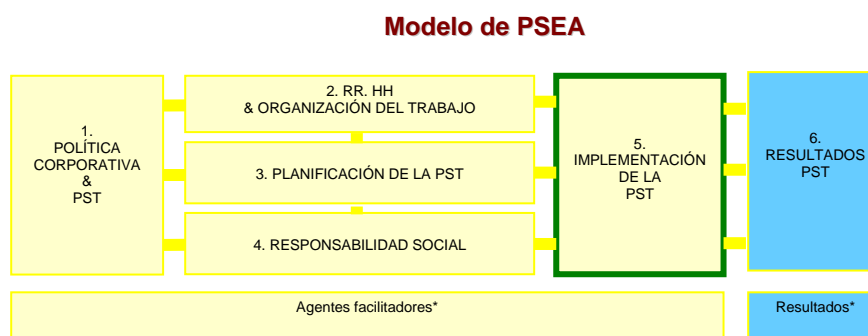 Modelo de PSEA
1.
POLÍTICA
CORPORATIVA
&
PST
2. RR. HH
& ORGANIZACIÓN DEL TRABAJO
3. PLANIFICACIÓN DE LA PST
4. RESPONSABILIDAD SOCIAL
5.
IMPLEMENTACIÓN
DE LA
PST
6.
RESULTADOS
PST
Agentes facilitadores*
Resultados*